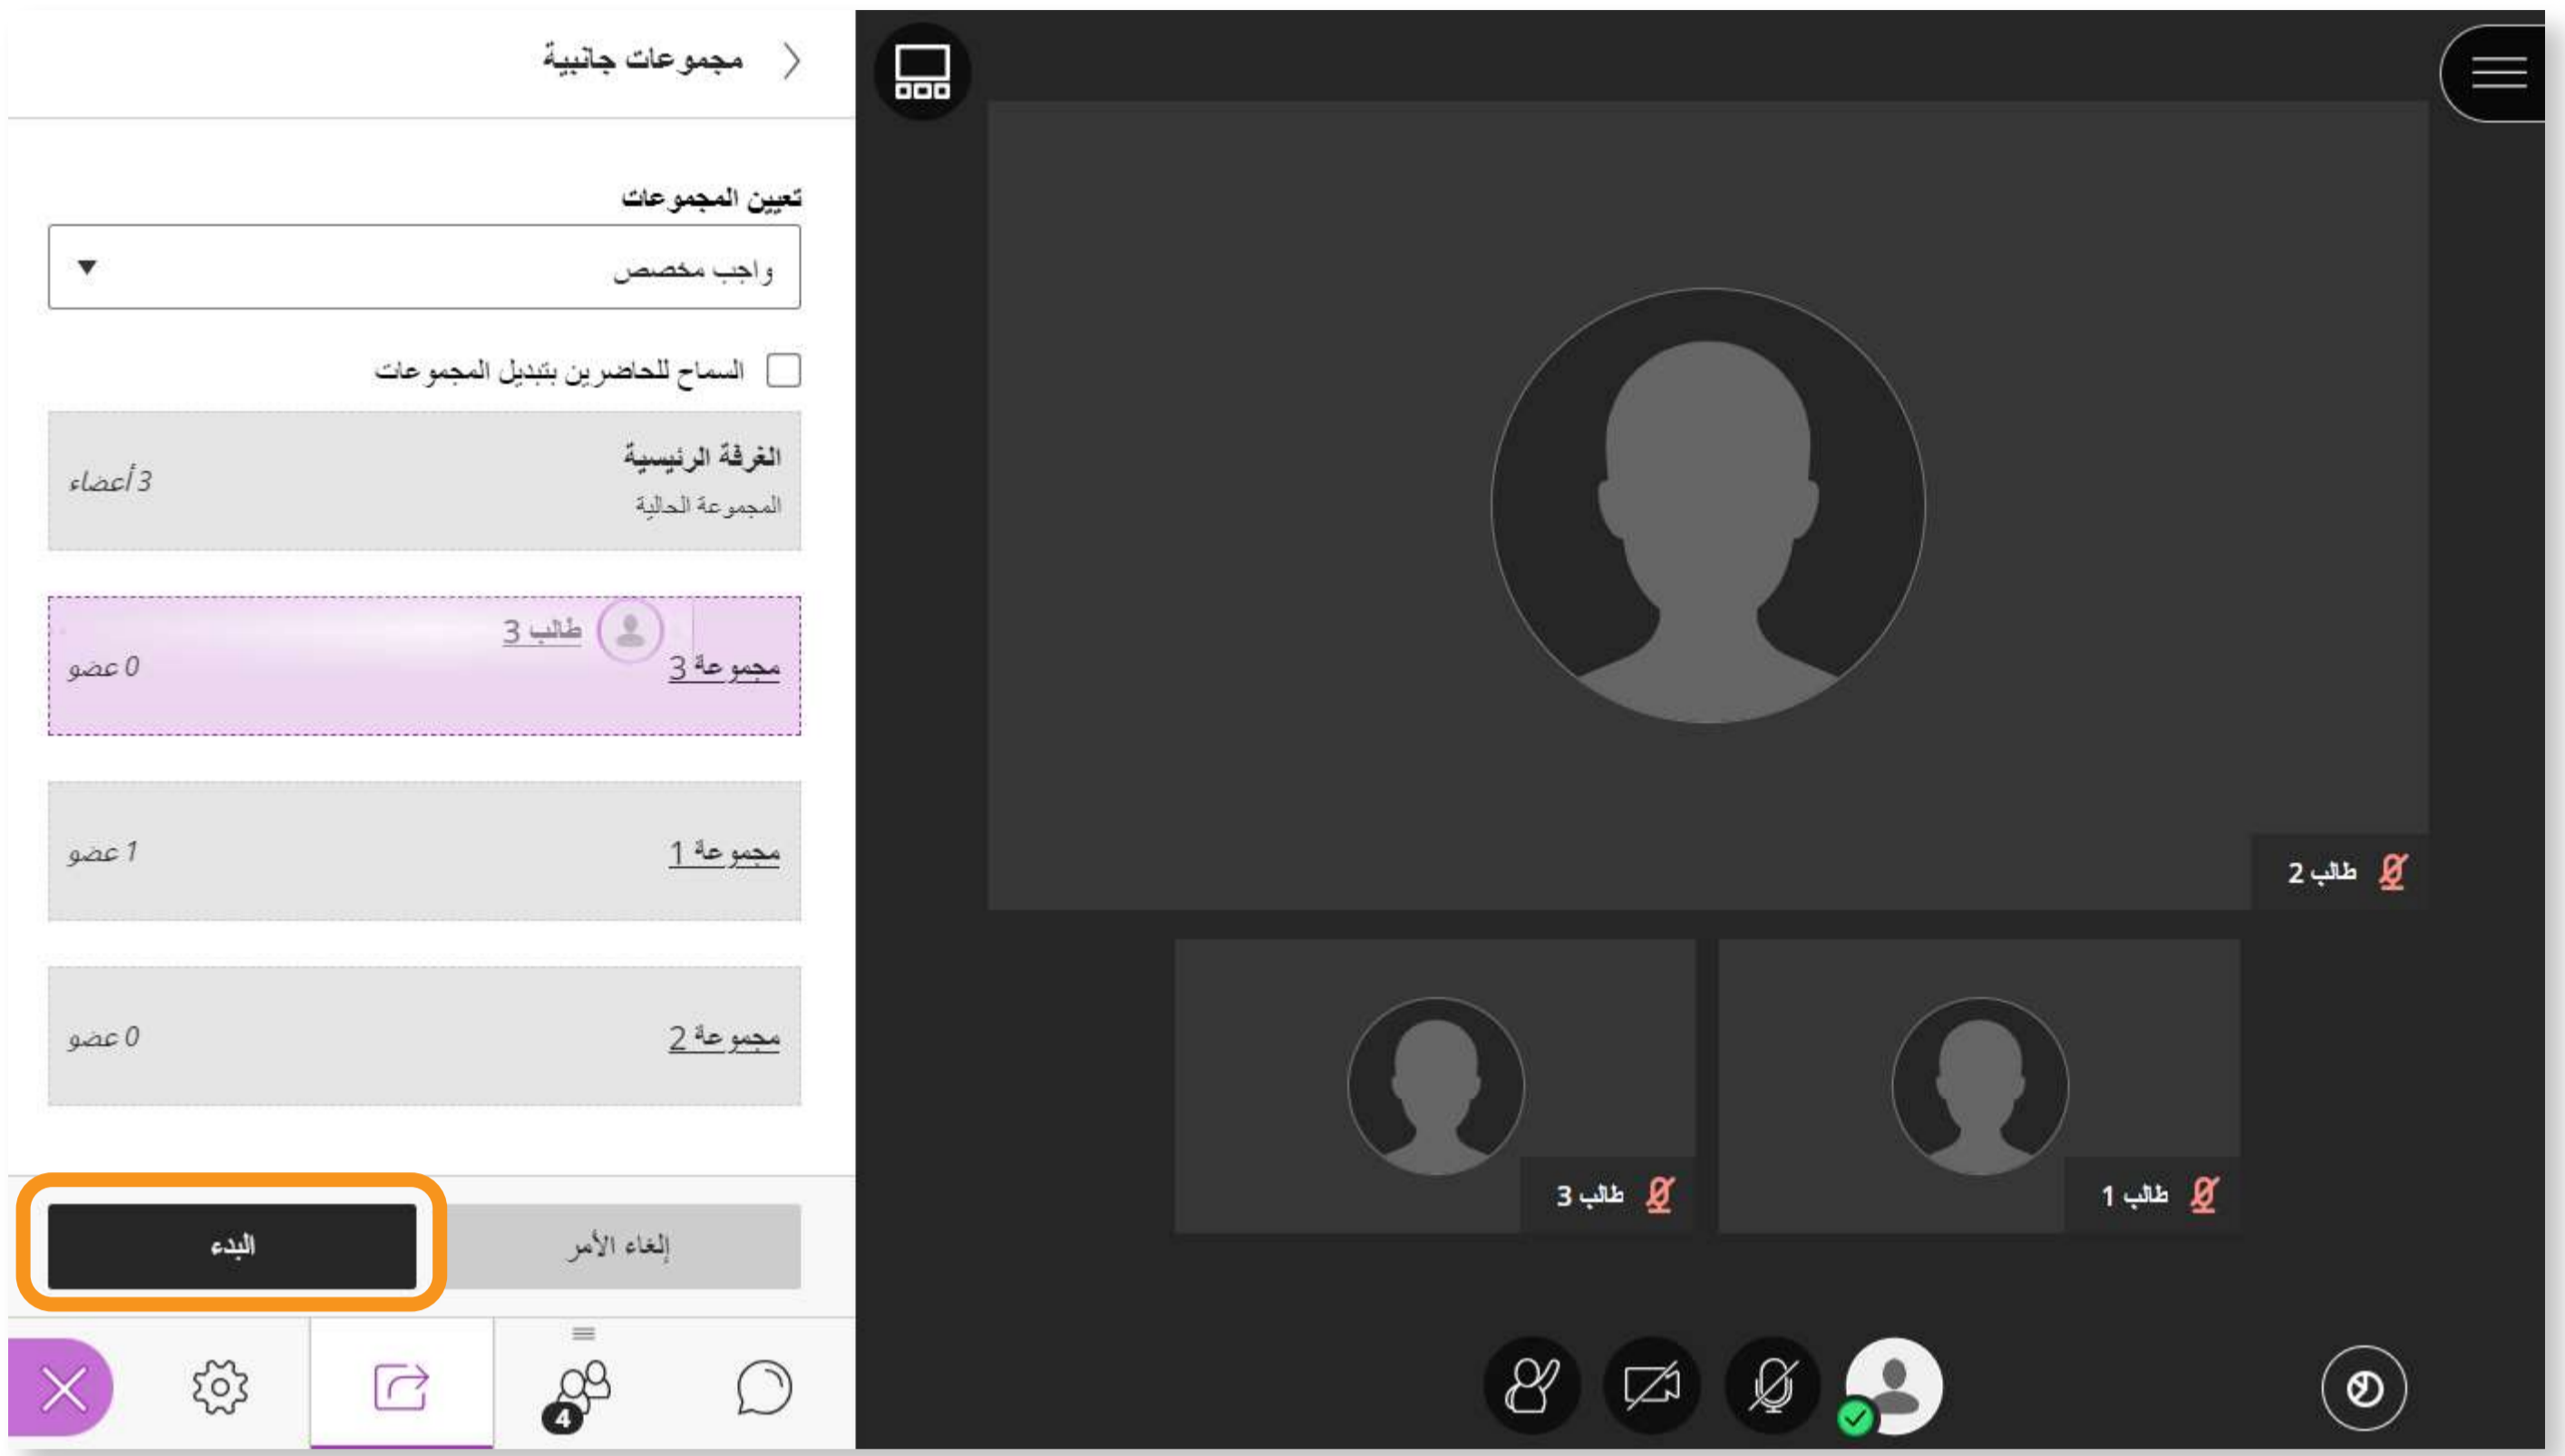 مجموعات جانبية
تعيين المجموعات
واجب مخصص
السماح للحاضرين بتبديل المجموعات
الغرفة الرئيسية
المجموعة الحالية
3 أعضاء
طالب 3
مجموعة 3
0 عضو
مجموعة 1
1 عضو
مجموعة 2
0 عضو
إلغاء الأمر
البدء
4
طالب 2
طالب 1
طالب 3